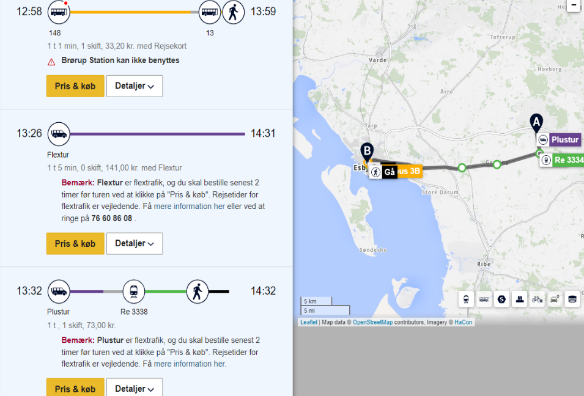 12:58
13:59
148
13
1 t 1 min, 1 skift, 33,20 kr. med Rejsekort
Brørup Station kan ikke benyttes
Pris & køb
Detaljer
13:26
14:31
Flextur
1 t 5 min, 0 skift, 141,00 kr. med Flextur
Bemærk: Flextur er flextrafik, og du skal bestille senest 2
timer før turen ved at klikke på "Pris & køb". Rejsetider for
flextrafik er vejledende. Få mere information her eller ved at
ringe på 76 60 86 08 .
Pris & køb
Detaljer
13:32
14:32
Plustur
Re 3338
1 t , 1 skift, 73,00 kr.
Bemærk: Plustur er flextrafik, og du skal bestille senest 2
timer før turen ved at klikke på "Pris & køb". Rejsetider for
flextrafik er vejledende. Få mere information her.
Pris & køb
Detaljer
Varde
A
Plustur
B
Re 3334
Gå
us 3B
Ribe
5 km
5 mi
Leaflet | Map data © OpenStreetMap contributors, Imagery © HaCon